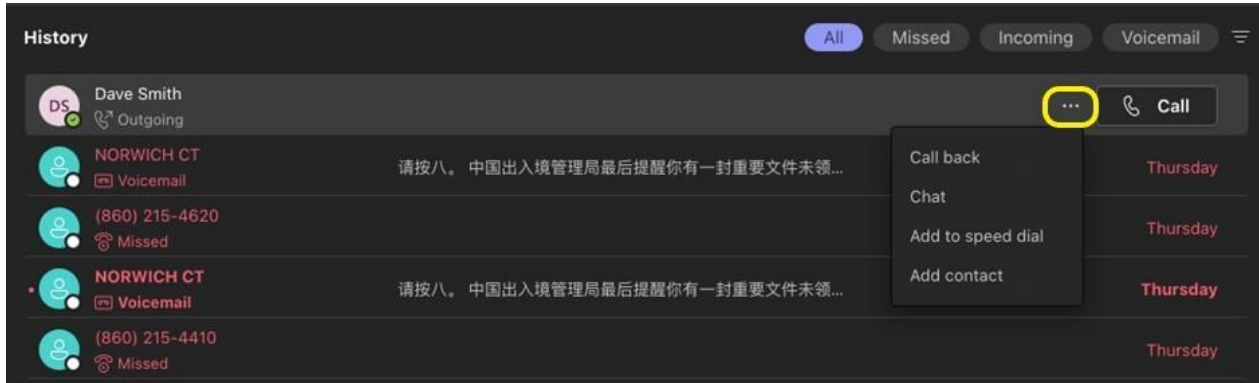 History All Missed Incoming Voicemail
DS Dave Smith
Outgoing
... Call
NORWICH CT
Voicemail
请按八。 中国出入境管理局最后提醒你有一封重要文件未领...
Thursday
(860) 215-4620
Missed
Thursday
NORWICH CT
Voicemail
请按八。 中国出入境管理局最后提醒你有一封重要文件未领...
Thursday
(860) 215-4410
Missed
Thursday
Call back
Chat
Add to speed dial
Add contact